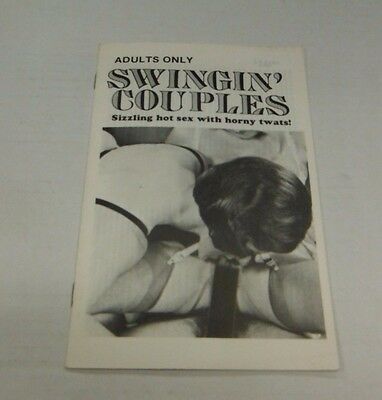 ADULTS ONLY
SWINGIN'
COUPLES
Sizzling hot sex with horny twats!